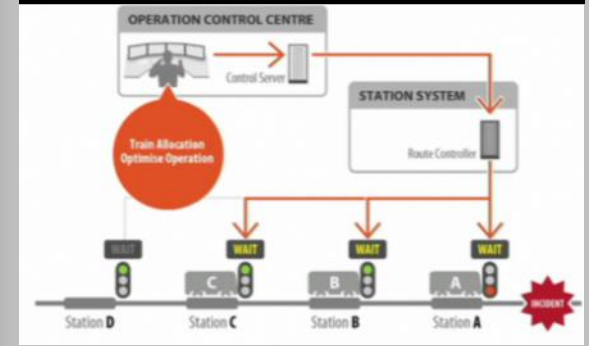 OPERATION CONTROL CENTRE
Control Server
STATION SYSTEM
Train Allocation
Optimise Operation
Route Controller
WAIT
WAIT
WAIT
WAIT
C
B
A
INCIDENT
Station D
Station C
Station B
Station A